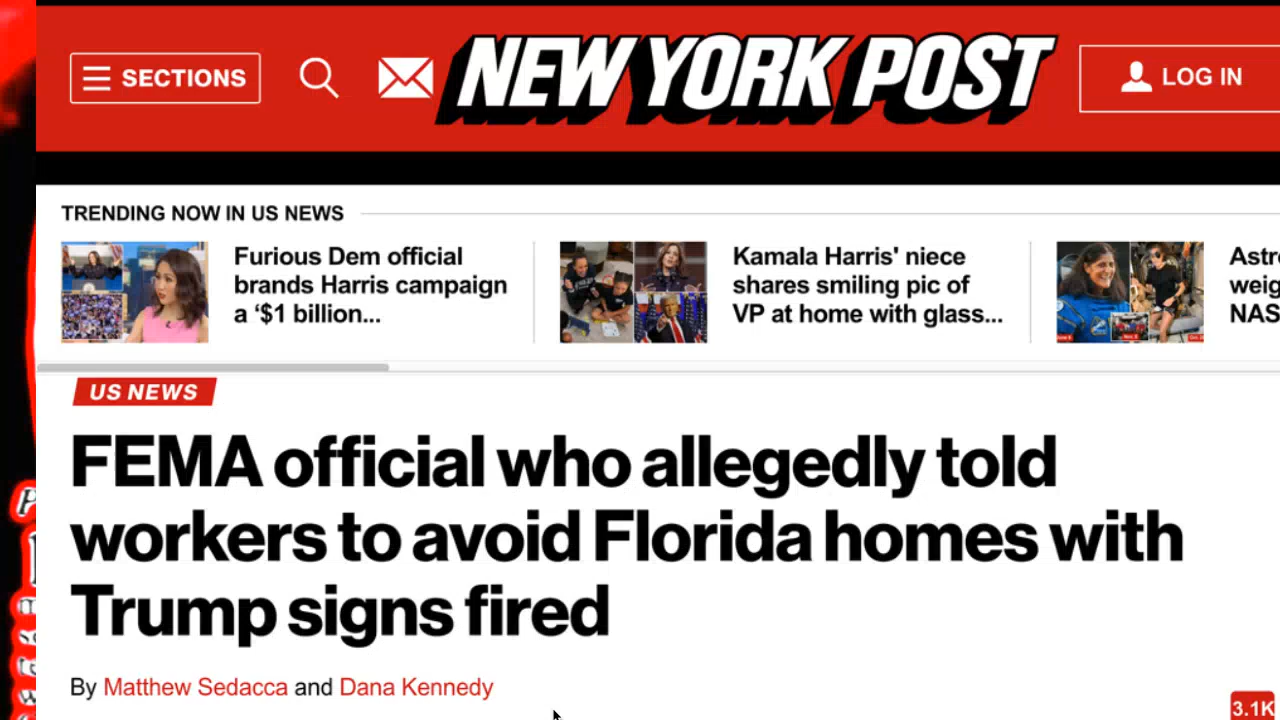 SECTIONS
NEW YORK POST
LOG IN
TRENDING NOW IN US NEWS
Furious Dem official
brands Harris campaign
a ‘$1 billion...
Kamala Harris' niece
shares smiling pic of
VP at home with glass...
Astr
weig
NAS
US NEWS
FEMA official who allegedly told
workers to avoid Florida homes with
Trump signs fired
By Matthew Sedacca and Dana Kennedy
3.1K